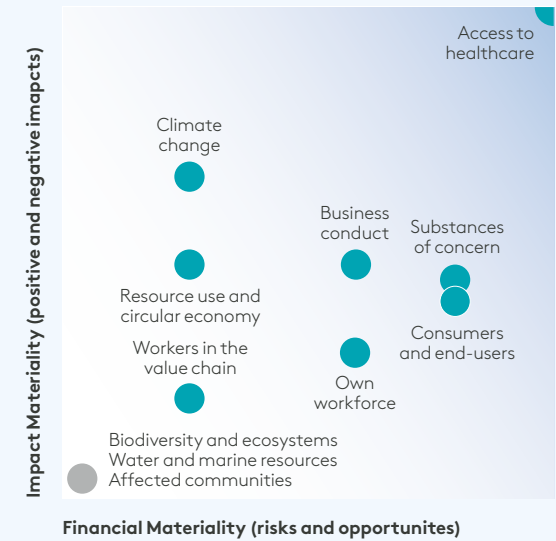 Impact Materiality (positive and negative imapcts)
Access to
healthcare
Climate
change
Business
conduct
Substances
of concern
Resource use and
circular economy
Consumers
and end-users
Workers in the
value chain
Own
workforce
Biodiversity and ecosystems
Water and marine resources
Affected communities
Financial Materiality (risks and opportunites)